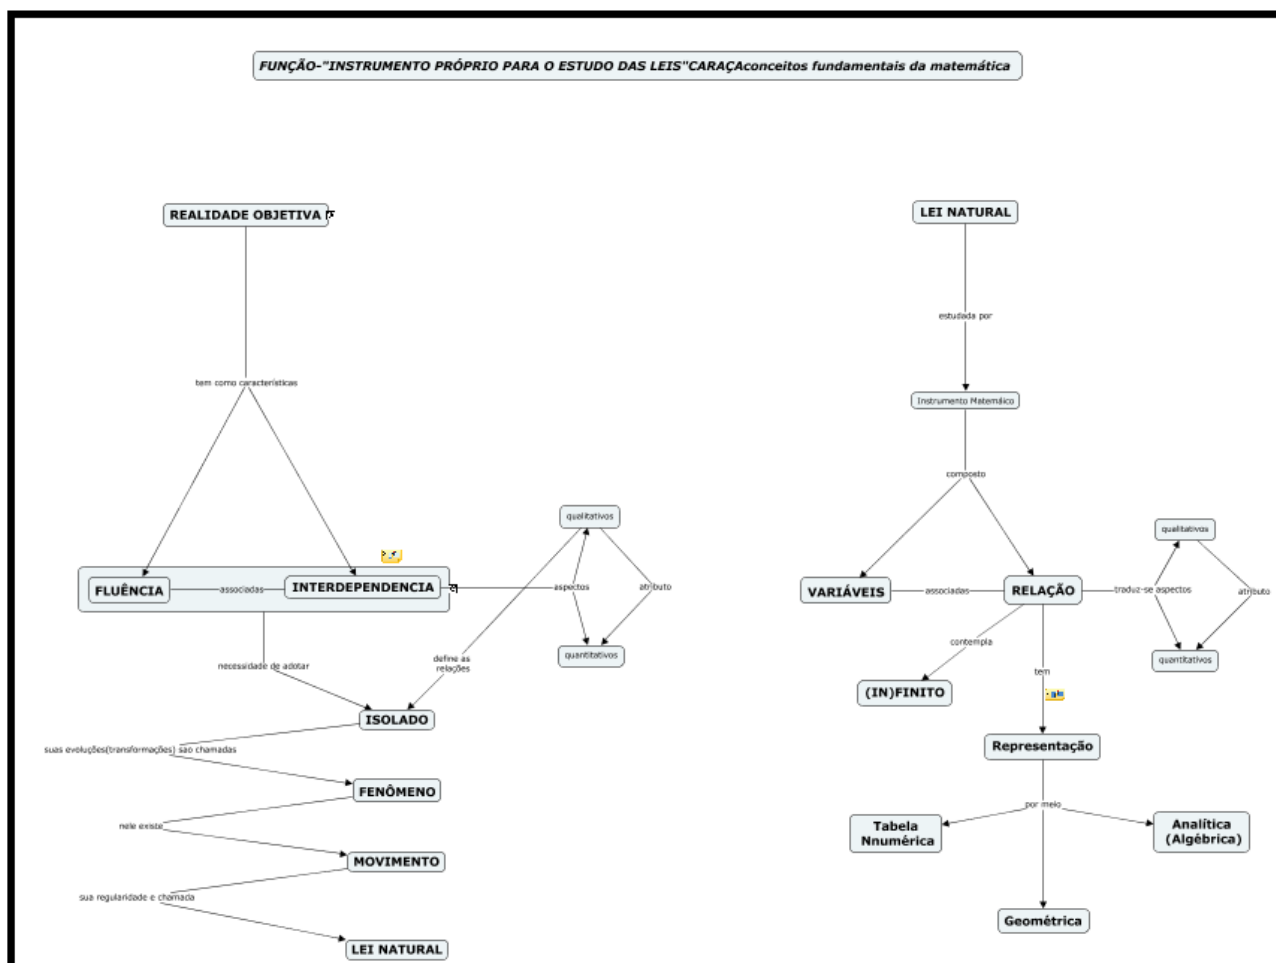 FUNÇÃO-"INSTRUMENTO PRÓPRIO PARA O ESTUDO DAS LEIS"CARAÇAconceitos fundamentais da matemática
REALIDADE OBJETIVA
tem como características
FLUÊNCIA
associadas
INTERDEPENDENCIA
aspectos
qualitativos
atributo
quantitativos
necessidade de adotar
define as
relações
ISOLADO
suas evoluções(transformações) sao chamadas
FENÔMENO
nele existe
MOVIMENTO
sua regularidade e chamada
LEI NATURAL
LEI NATURAL
estudada por
Instrumento Matemáico
composto
VARIÁVEIS
associadas
RELAÇÃO
traduz-se aspectos
qualitativos
atributo
quantitativos
contempla
(IN)FINITO
tem
Representação
por meio
Tabela
Nnumérica
Analítica
(Algébrica)
Geométrica